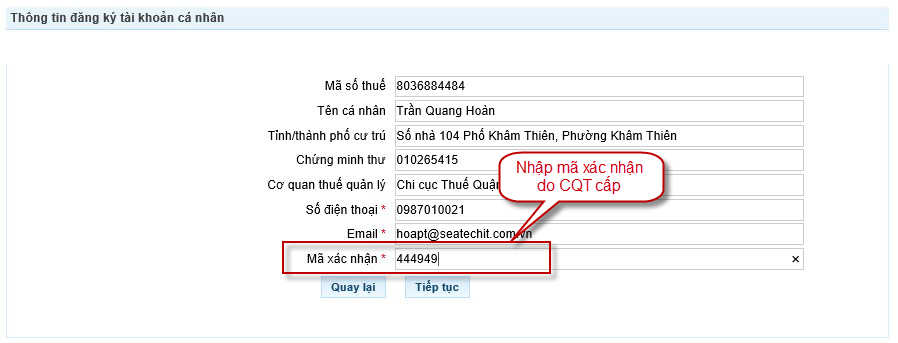 Thông tin đăng ký tài khoản cá nhân
Mã số thuế 8036884484
Tên cá nhân Trần Quang Hoàn
Tỉnh/thành phố cư trú Số nhà 104 Phố Khâm Thiên, Phường Khâm Thiên
Chứng minh thư 010265415
Nhập mã xác nhận
do CQT cấp
Cơ quan thuế quản lý Chi cục Thuế Quận
Số điện thoại * 0987010021
Email * hoapt@seatechit.com.vn
Mã xác nhận * 444949 ×
Quay lại Tiếp tục